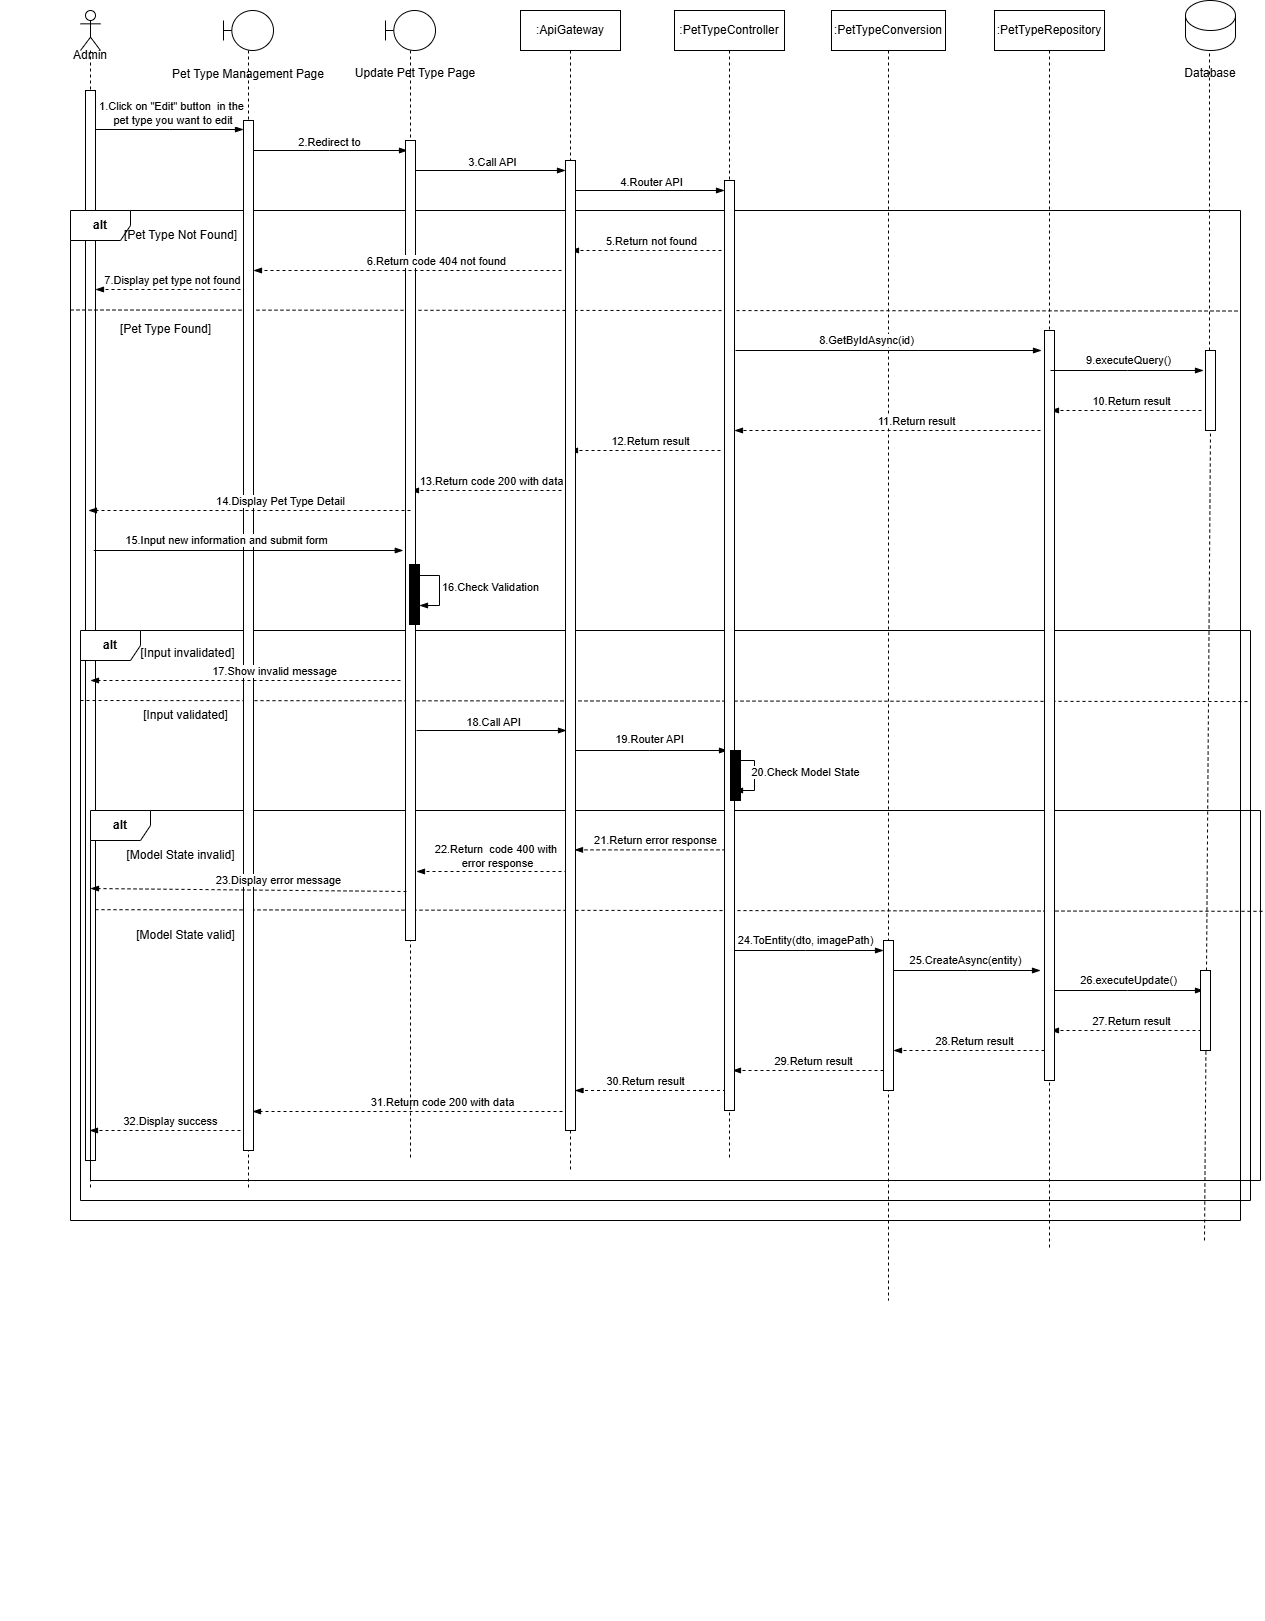 Admin
Pet Type Management Page
Update Pet Type Page
:ApiGateway
:PetTypeController
:PetTypeConversion
:PetTypeRepository
Database
1.Click on "Edit" button  in the
pet type you want to edit
2.Redirect to
3.Call API
4.Router API
alt
[Pet Type Not Found]
5.Return not found
6.Return code 404 not found
7.Display pet type not found
[Pet Type Found]
8.GetByIdAsync(id)
9.executeQuery()
10.Return result
11.Return result
12.Return result
13.Return code 200 with data
14.Display Pet Type Detail
15.Input new information and submit form
16.Check Validation
alt
[Input invalidated]
17.Show invalid message
[Input validated]
18.Call API
19.Router API
20.Check Model State
alt
[Model State invalid]
21.Return error response
22.Return  code 400 with
error response
23.Display error message
[Model State valid]
24.ToEntity(dto, imagePath)
25.CreateAsync(entity)
26.executeUpdate()
27.Return result
28.Return result
29.Return result
30.Return result
31.Return code 200 with data
32.Display success